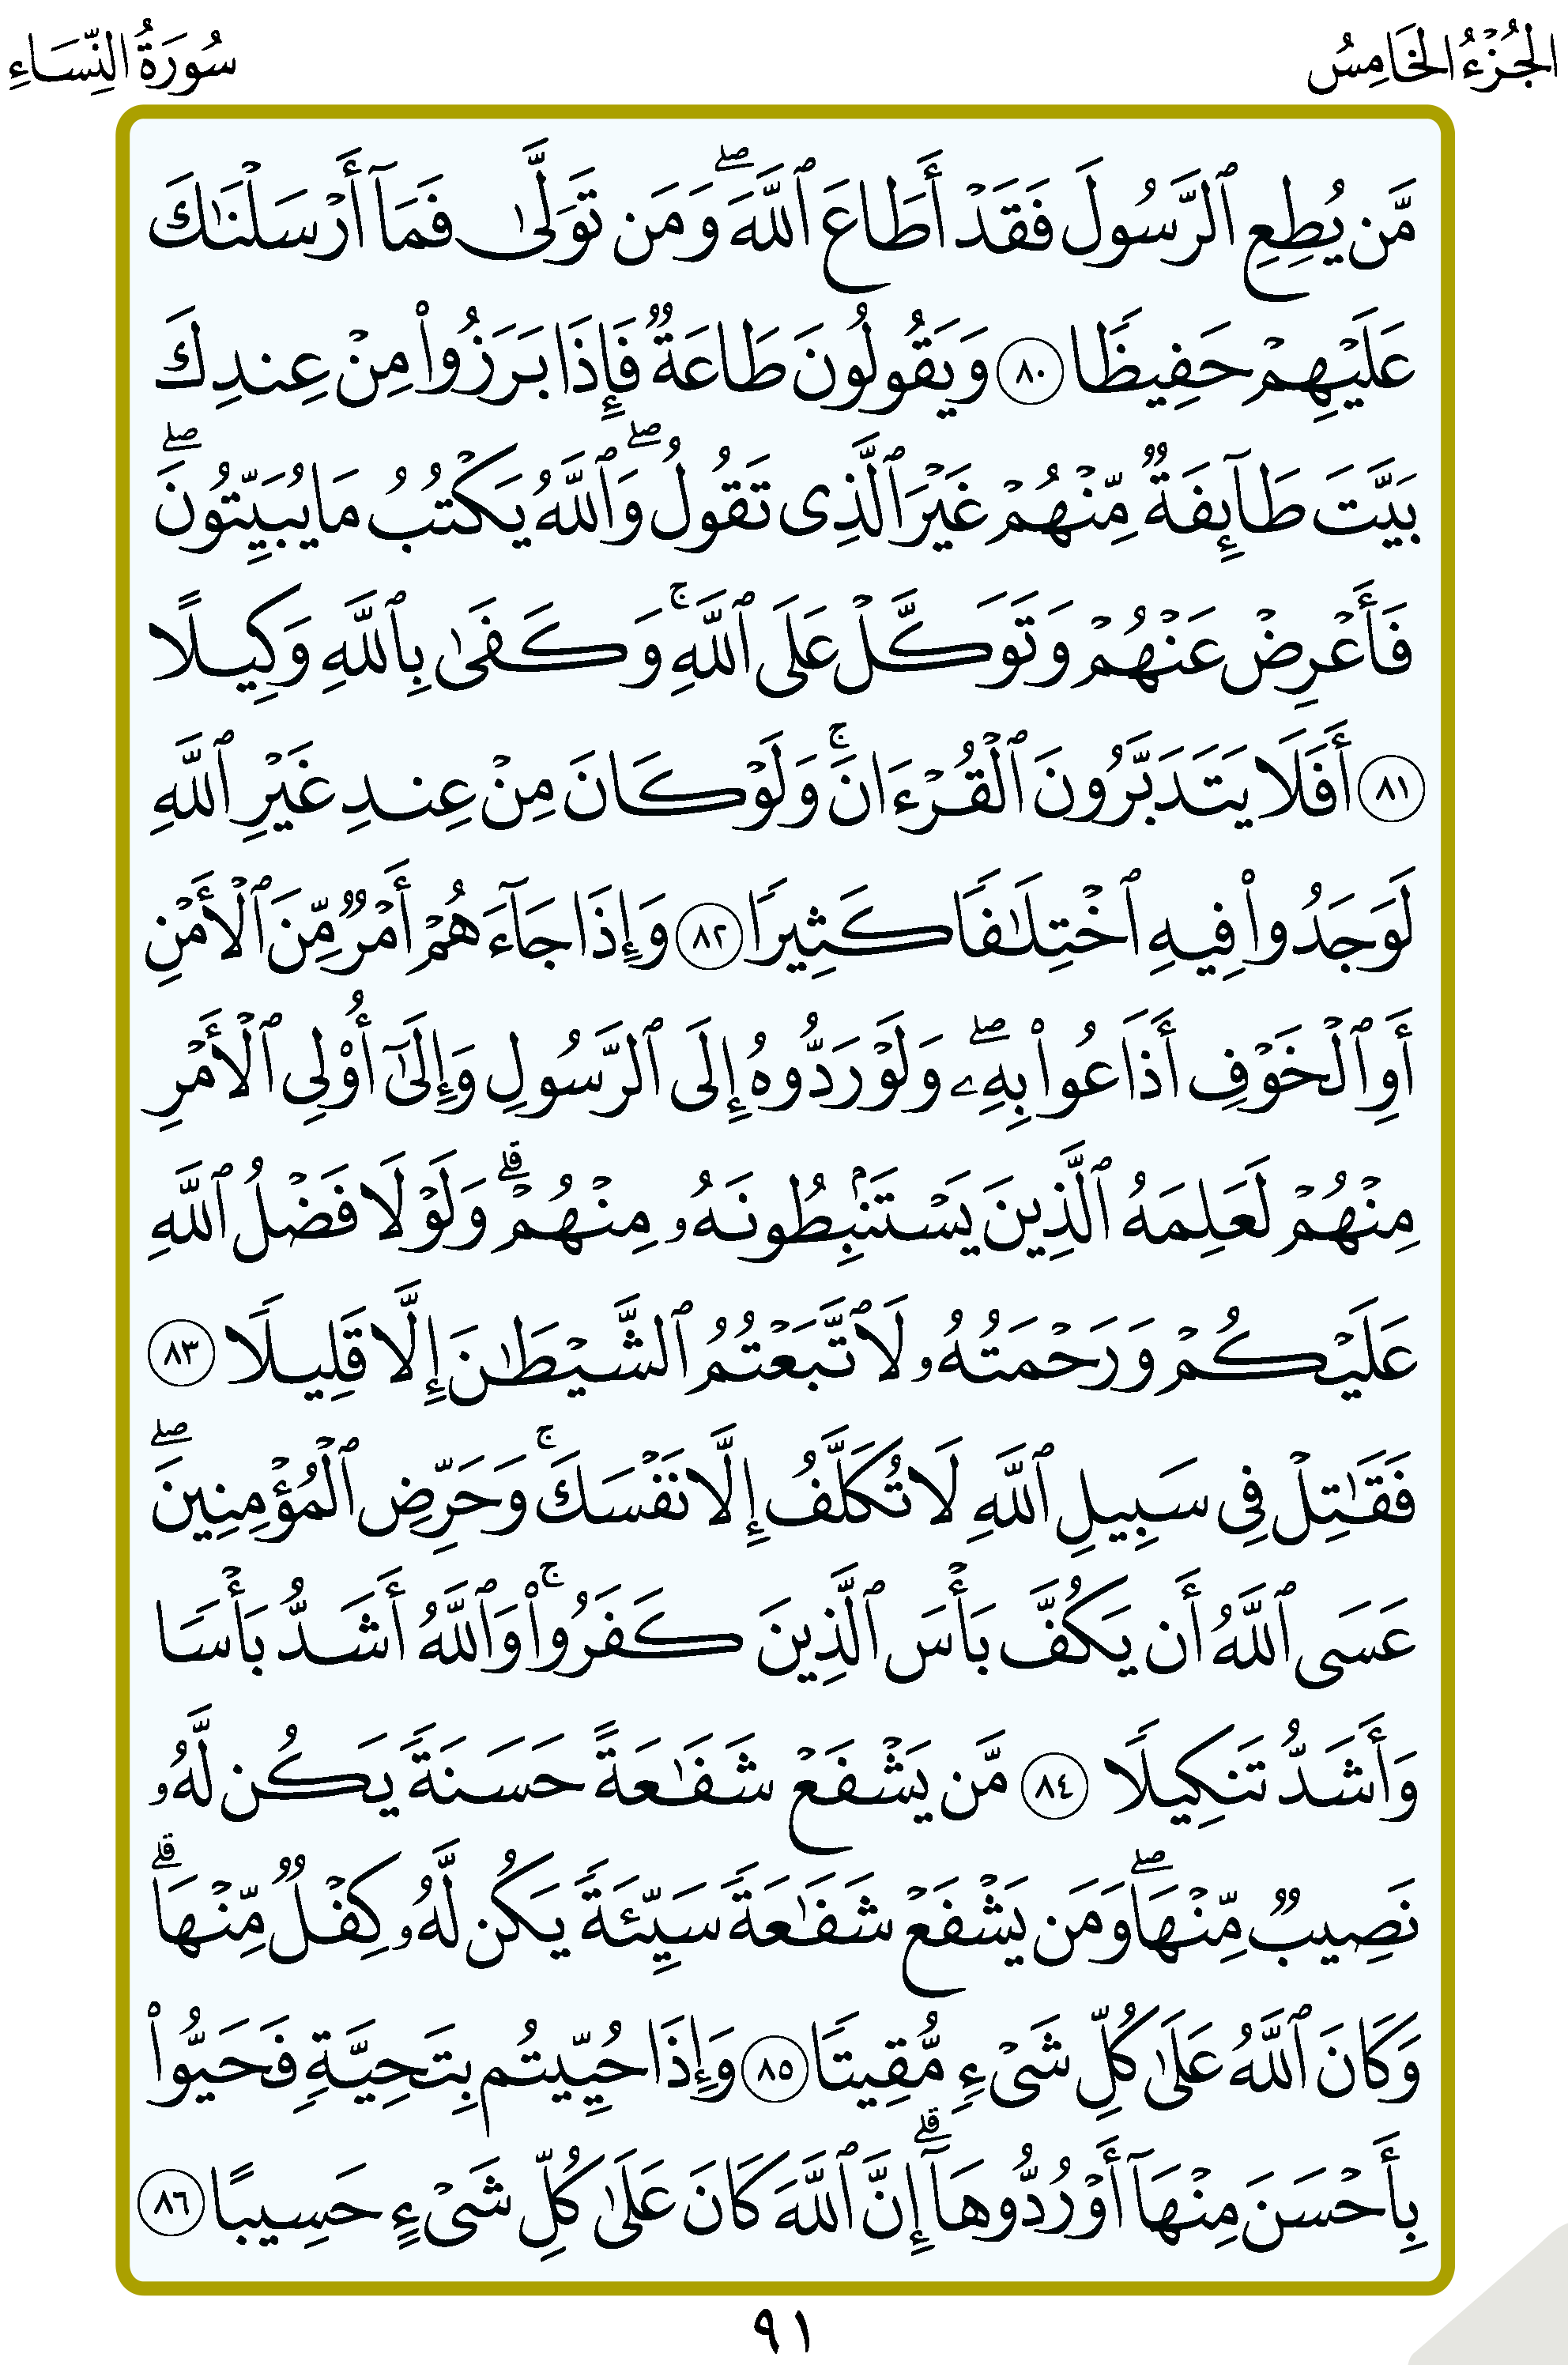 الجُزْءُ الخَامِسُ
سُورَةُ النِّسَاءِ
مَّن يُطِعِ ٱلرَّسُولَ فَقَدْ أَطَاعَ ٱللَّهَ ۖ وَمَن تَوَلَّىٰ فَمَآ أَرْسَلْنَٰكَ
عَلَيْهِمْ حَفِيظًا ٨٠ وَيَقُولُونَ طَاعَةٌ فَإِذَا بَرَزُوا۟ مِنْ عِندِكَ
بَيَّتَ طَآئِفَةٌ مِّنْهُمْ غَيْرَ ٱلَّذِى تَقُولُ ۖ وَٱللَّهُ يَكْتُبُ مَا يُبَيِّتُونَ ۖ
فَأَعْرِضْ عَنْهُمْ وَتَوَكَّلْ عَلَى ٱللَّهِ ۚ وَكَفَىٰ بِٱللَّهِ وَكِيلًا
٨١ أَفَلَا يَتَدَبَّرُونَ ٱلْقُرْءَانَ ۚ وَلَوْ كَانَ مِنْ عِندِ غَيْرِ ٱللَّهِ
لَوَجَدُوا۟ فِيهِ ٱخْتِلَٰفًا كَثِيرًا ٨٢ وَإِذَا جَآءَهُمْ أَمْرٌ مِّنَ ٱلْأَمْنِ
أَوِ ٱلْخَوْفِ أَذَاعُوا۟ بِهِۦ ۖ وَلَوْ رَدُّوهُ إِلَى ٱلرَّسُولِ وَإِلَىٰٓ أُو۟لِى ٱلْأَمْرِ
مِنْهُمْ لَعَلِمَهُ ٱلَّذِينَ يَسْتَنۢبِطُونَهُۥ مِنْهُمْ ۗ وَلَوْلَا فَضْلُ ٱللَّهِ
عَلَيْكُمْ وَرَحْمَتُهُۥ لَٱتَّبَعْتُمُ ٱلشَّيْطَٰنَ إِلَّا قَلِيلًا ٨٣
فَقَٰتِلْ فِى سَبِيلِ ٱللَّهِ لَا تُكَلَّفُ إِلَّا نَفْسَكَ ۚ وَحَرِّضِ ٱلْمُؤْمِنِينَ ۖ
عَسَى ٱللَّهُ أَن يَكُفَّ بَأْسَ ٱلَّذِينَ كَفَرُوا۟ ۚ وَٱللَّهُ أَشَدُّ بَأْسًا
وَأَشَدُّ تَنكِيلًا ٨٤ مَّن يَشْفَعْ شَفَٰعَةً حَسَنَةً يَكُن لَّهُۥ
نَصِيبٌ مِّنْهَا ۖ وَمَن يَشْفَعْ شَفَٰعَةً سَيِّئَةً يَكُن لَّهُۥ كِفْلٌ مِّنْهَا ۗ
وَكَانَ ٱللَّهُ عَلَىٰ كُلِّ شَىْءٍ مُّقِيتًا ٨٥ وَإِذَا حُيِّيتُم بِتَحِيَّةٍ فَحَيُّوا۟
بِأَحْسَنَ مِنْهَآ أَوْ رُدُّوهَآ ۗ إِنَّ ٱللَّهَ كَانَ عَلَىٰ كُلِّ شَىْءٍ حَسِيبًا ٨٦
٩١